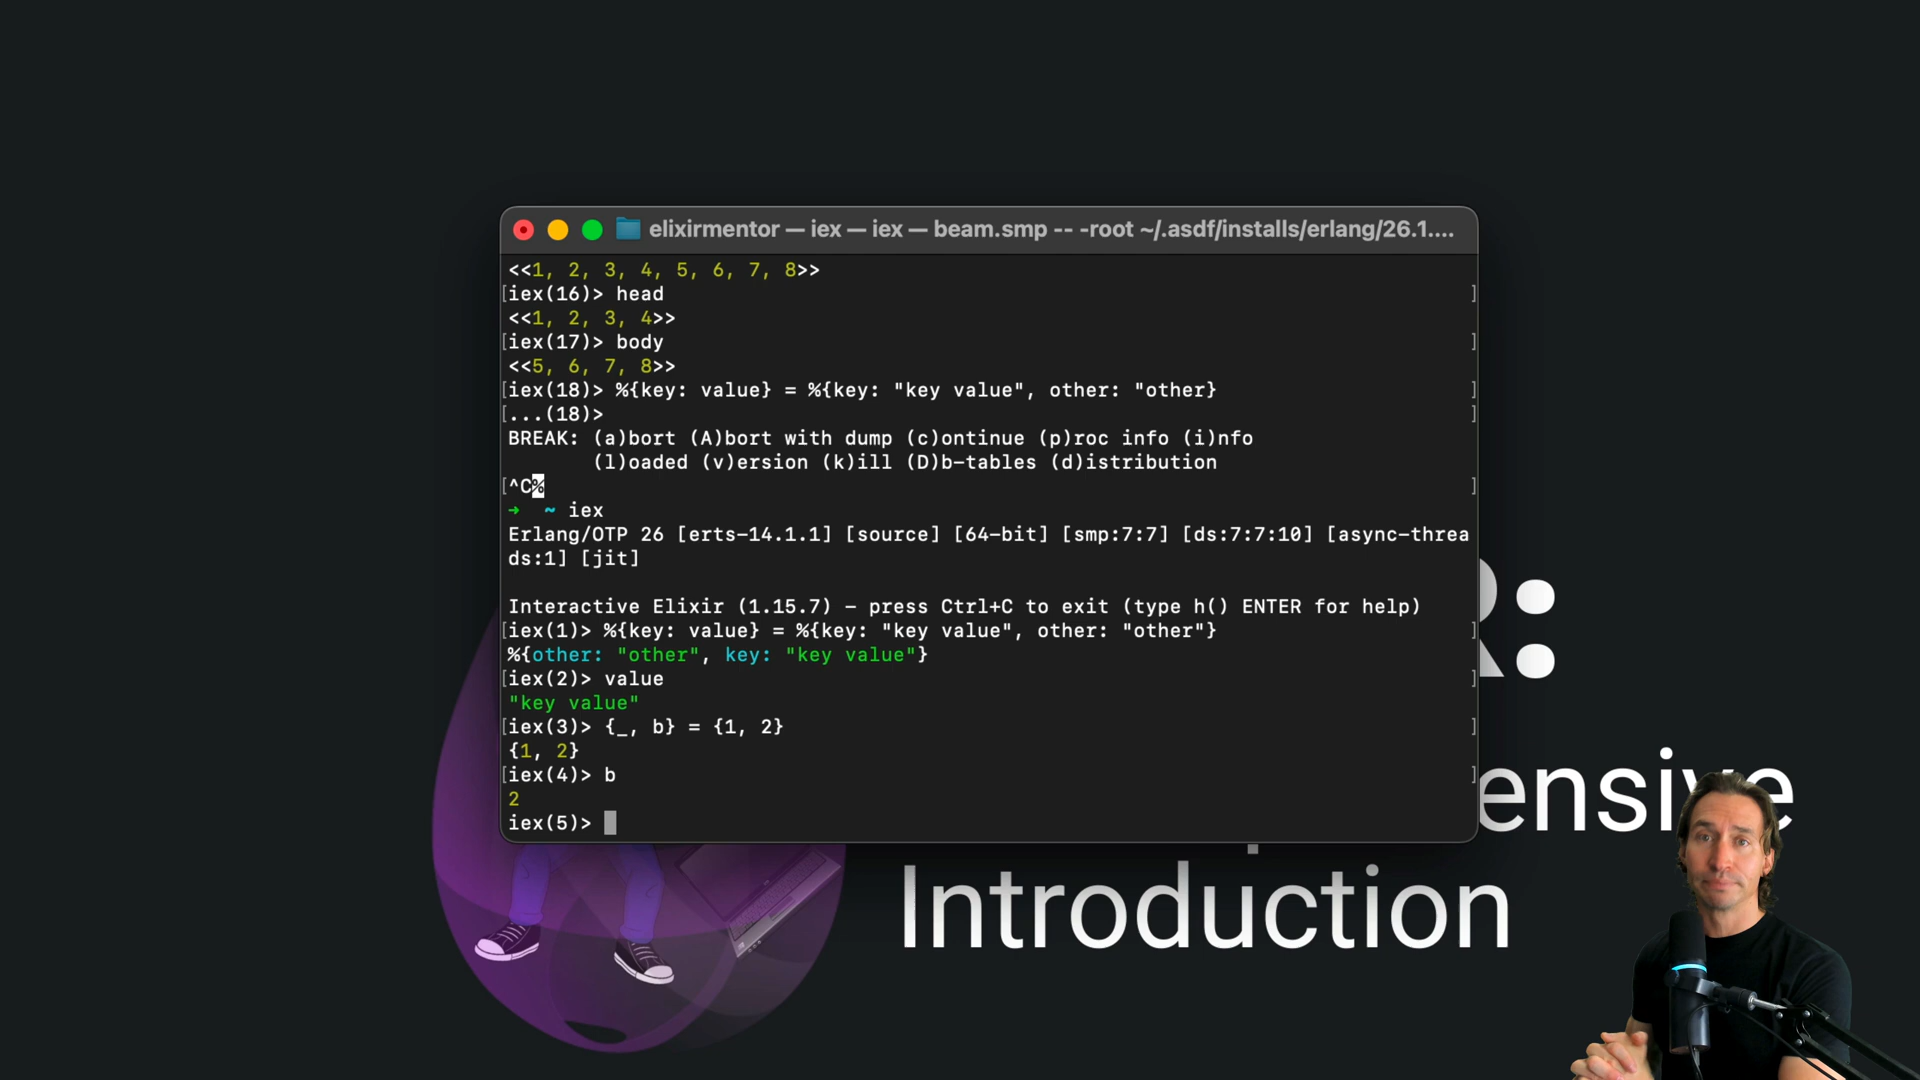 elixirmentor — iex — iex — beam.smp -- -root ~/.asdf/installs/erlang/26.1....
<<1, 2, 3, 4, 5, 6, 7, 8>>
[iex(16)> head ]
<<1, 2, 3, 4>>
[iex(17)> body ]
<<5, 6, 7, 8>>
[iex(18)> %{key: value} = %{key: "key value", other: "other} ]
[...(18)> ]
BREAK: (a)bort (A)bort with dump (c)ontinue (p)roc info (i)nfo
(l)oaded (v)ersion (k)ill (D)b-tables (d)istribution
[^C% ]
➜ ~ iex
Erlang/OTP 26 [erts-14.1.1] [source] [64-bit] [smp:7:7] [ds:7:7:10] [async-threa
ds:1] [jit]
Interactive Elixir (1.15.7) - press Ctrl+C to exit (type h() ENTER for help)
[iex(1)> %{key: value} = %{key: "key value", other: "other"} ]
%{other: "other", key: "key value"}
[iex(2)> value ]
"key value"
[iex(3)> {_, b} = {1, 2} ]
{1, 2}
[iex(4)> b ]
2
iex(5)>
R:
ensive
Introduction